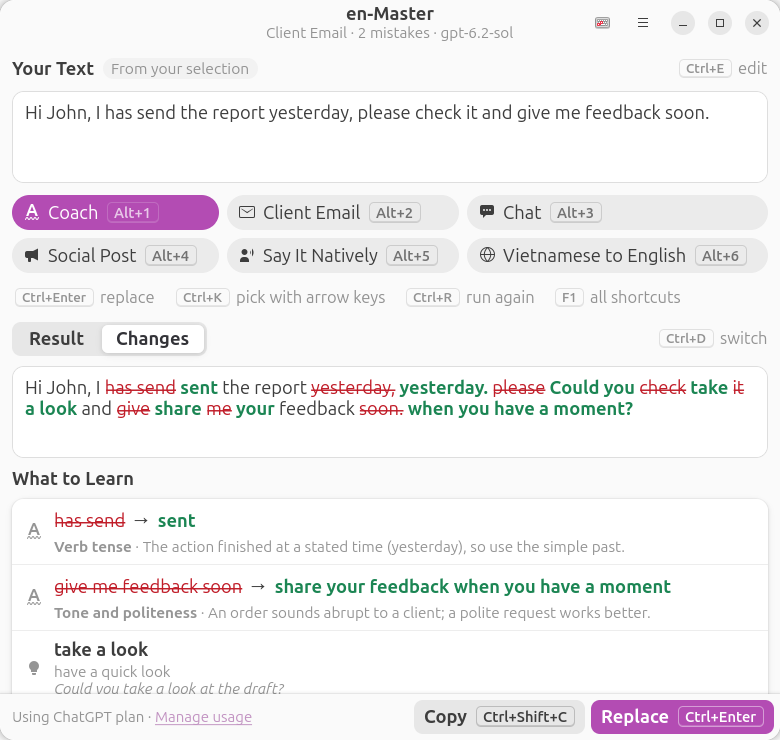 en-Master
Client Email · 2 mistakes · gpt-6.2-sol
Your Text From your selection Ctrl+E edit
Hi John, I has send the report yesterday, please check it and give me feedback soon.
Coach Alt+1 Client Email Alt+2 Chat Alt+3
Social Post Alt+4 Say It Natively Alt+5 Vietnamese to English Alt+6
Ctrl+Enter replace Ctrl+K pick with arrow keys Ctrl+R run again F1 all shortcuts
Result Changes Ctrl+D switch
Hi John, I has send sent the report yesterday, yesterday. please Could you check take it
a look and give share me your feedback soon. when you have a moment?
What to Learn
has send → sent
Verb tense · The action finished at a stated time (yesterday), so use the simple past.
give me feedback soon → share your feedback when you have a moment
Tone and politeness · An order sounds abrupt to a client; a polite request works better.
take a look
have a quick look
Could you take a look at the draft?
Using ChatGPT plan · Manage usage Copy Ctrl+Shift+C Replace Ctrl+Enter